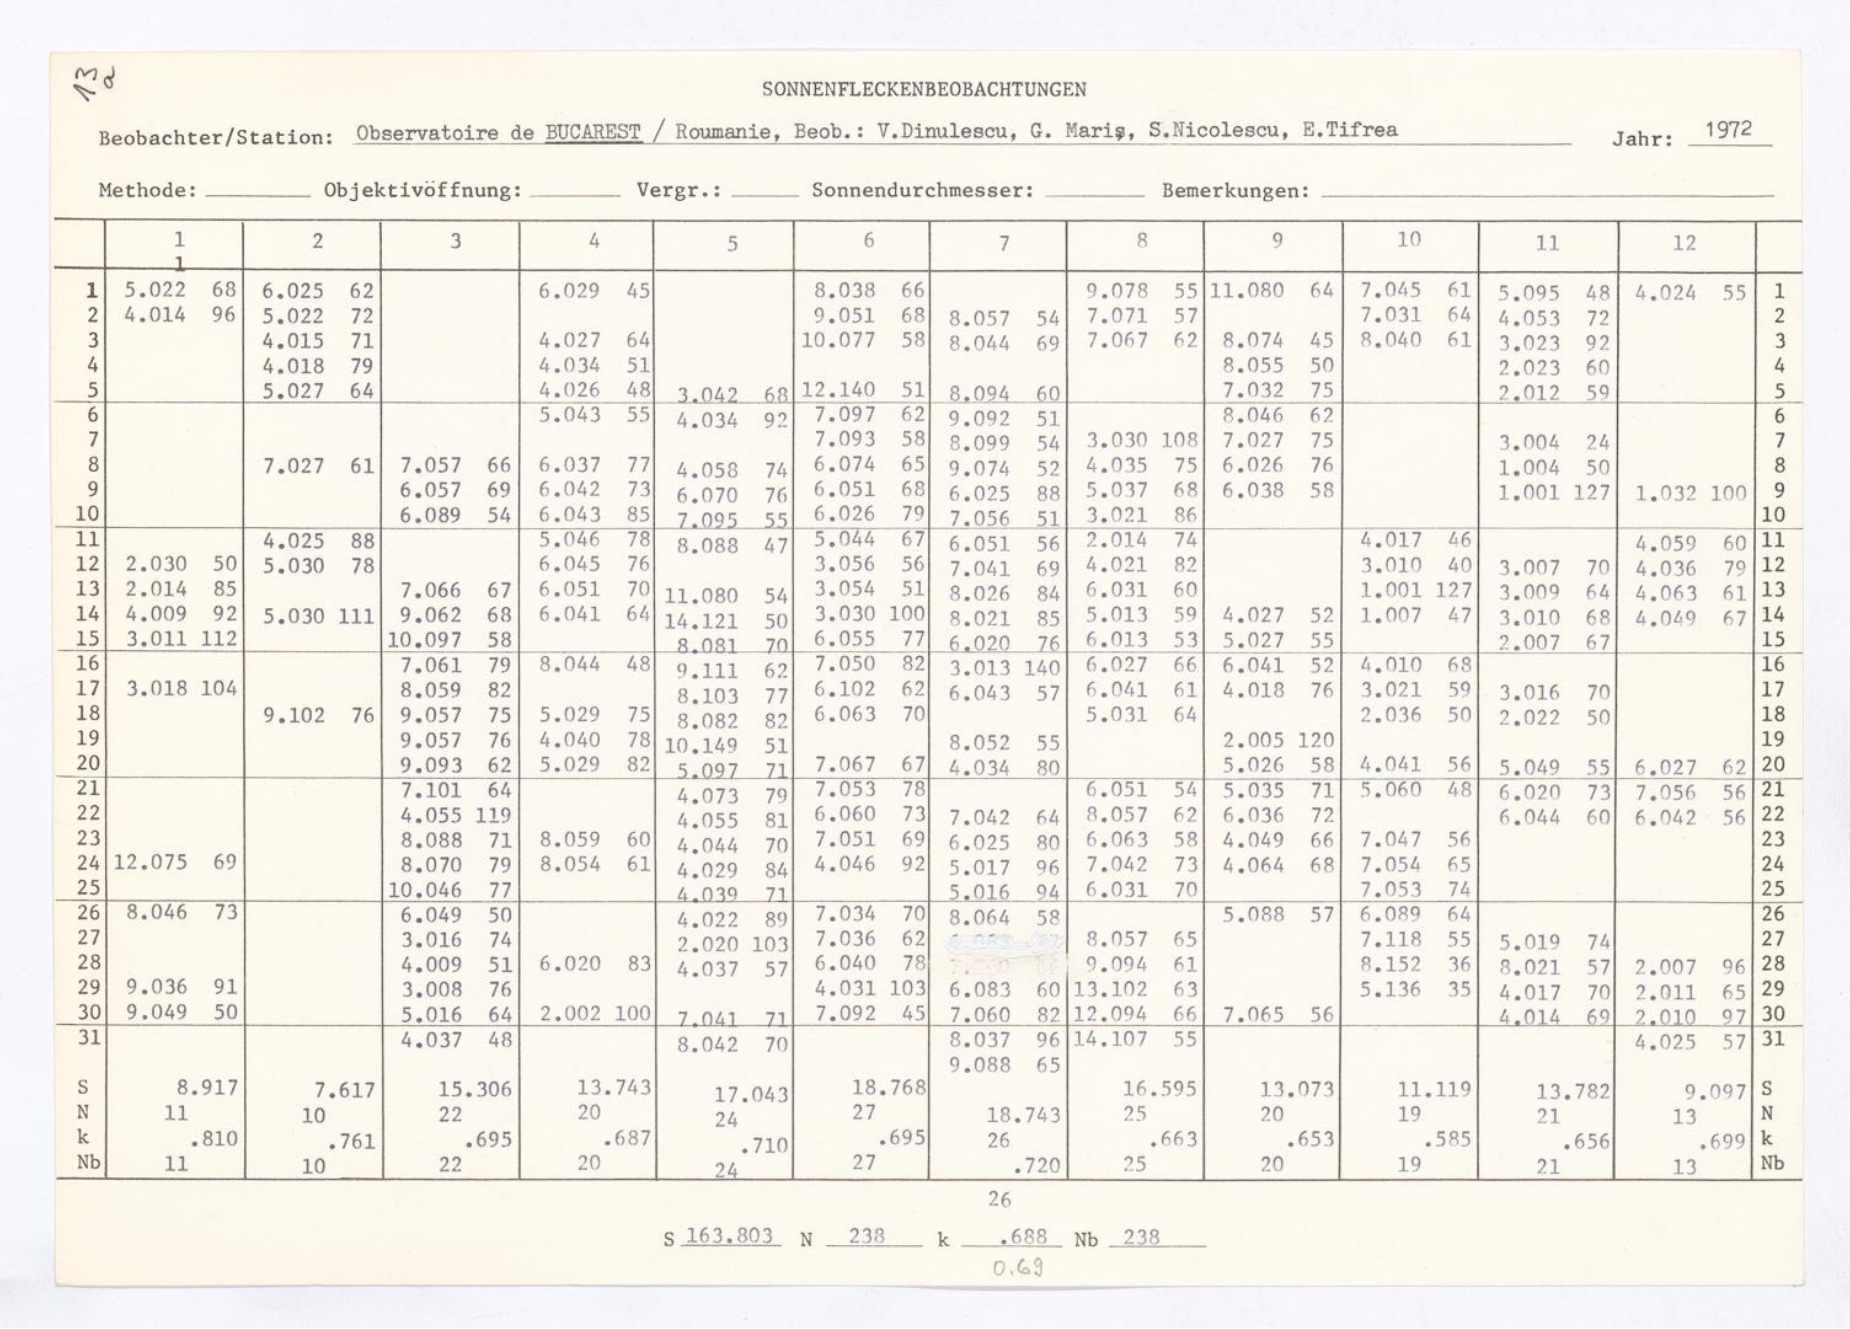 13
a
SONNENFLECKENBEOBACHTUNGEN
Beobachter/Station: Observatoire de BUCAREST / Roumanie, Beob.: V.Dinulescu, G. Mariş, S.Nicolescu, E.Tifrea Jahr: 1972
Methode: Objektivöffnung: Vergr.: Sonnendurchmesser: Bemerkungen:
1 2 3 4 5 6 7 8 9 10 11 12
1
1 5.022 68 6.025 62 6.029 45 8.038 66 9.078 55 11.080 64 7.045 61 5.095 48 4.024 55 1
2 4.014 96 5.022 72 9.051 68 8.057 54 7.071 57 7.031 64 4.053 72 2
3 4.015 71 4.027 64 10.077 58 8.044 69 7.067 62 8.074 45 8.040 61 3.023 92 3
4 4.018 79 4.034 51 8.055 50 2.023 60 4
5 5.027 64 4.026 48 3.042 68 12.140 51 8.094 60 7.032 75 2.012 59 5
6 5.043 55 4.034 92 7.097 62 9.092 51 8.046 62 6
7 7.093 58 8.099 54 3.030 108 7.027 75 3.004 24 7
8 7.027 61 7.057 66 6.037 77 4.058 74 6.074 65 9.074 52 4.035 75 6.026 76 1.004 50 8
9 6.057 69 6.042 73 6.070 76 6.051 68 6.025 88 5.037 68 6.038 58 1.001 127 1.032 100 9
10 6.089 54 6.043 85 7.095 55 6.026 79 7.056 51 3.021 86 10
11 4.025 88 5.046 78 8.088 47 5.044 67 6.051 56 2.014 74 4.017 46 4.059 60 11
12 2.030 50 5.030 78 6.045 76 3.056 56 7.041 69 4.021 82 3.010 40 3.007 70 4.036 79 12
13 2.014 85 7.066 67 6.051 70 11.080 54 3.054 51 8.026 84 6.031 60 1.001 127 3.009 64 4.063 61 13
14 4.009 92 5.030 111 9.062 68 6.041 64 14.121 50 3.030 100 8.021 85 5.013 59 4.027 52 1.007 47 3.010 68 4.049 67 14
15 3.011 112 10.097 58 8.081 70 6.055 77 6.020 76 6.013 53 5.027 55 2.007 67 15
16 7.061 79 8.044 48 9.111 62 7.050 82 3.013 140 6.027 66 6.041 52 4.010 68 16
17 3.018 104 8.059 82 8.103 77 6.102 62 6.043 57 6.041 61 4.018 76 3.021 59 3.016 70 17
18 9.102 76 9.057 75 5.029 75 8.082 82 6.063 70 5.031 64 2.036 50 2.022 50 18
19 9.057 76 4.040 78 10.149 51 8.052 55 2.005 120 19
20 9.093 62 5.029 82 5.097 71 7.067 67 4.034 80 5.026 58 4.041 56 5.049 55 6.027 62 20
21 7.101 64 4.073 79 7.053 78 6.051 54 5.035 71 5.060 48 6.020 73 7.056 56 21
22 4.055 119 4.055 81 6.060 73 7.042 64 8.057 62 6.036 72 6.044 60 6.042 56 22
23 8.088 71 8.059 60 4.044 70 7.051 69 6.025 80 6.063 58 4.049 66 7.047 56 23
24 12.075 69 8.070 79 8.054 61 4.029 84 4.046 92 5.017 96 7.042 73 4.064 68 7.054 65 24
25 10.046 77 4.039 71 5.016 94 6.031 70 7.053 74 25
26 8.046 73 6.049 50 4.022 89 7.034 70 8.064 58 5.088 57 6.089 64 26
27 3.016 74 2.020 103 7.036 62 8.057 65 7.118 55 5.019 74 27
28 4.009 51 6.020 83 4.037 57 6.040 78 9.094 61 8.152 36 8.021 57 2.007 96 28
29 9.036 91 3.008 76 4.031 103 6.083 60 13.102 63 5.136 35 4.017 70 2.011 65 29
30 9.049 50 5.016 64 2.002 100 7.041 71 7.092 45 7.060 82 12.094 66 7.065 56 4.014 69 2.010 97 30
31 4.037 48 8.042 70 8.037 96 14.107 55 4.025 57 31
9.088 65
S 8.917 7.617 15.306 13.743 17.043 18.768 16.595 13.073 11.119 13.782 9.097 S
N 11 10 22 20 24 27 18.743 25 20 19 21 13 N
k .810 .761 .695 .687 .710 .695 26 .663 .653 .585 .656 .699 k
Nb 11 10 22 20 24 27 .720 25 20 19 21 13 Nb
26
S 163.803 N 238 k .688 Nb 238
0.69